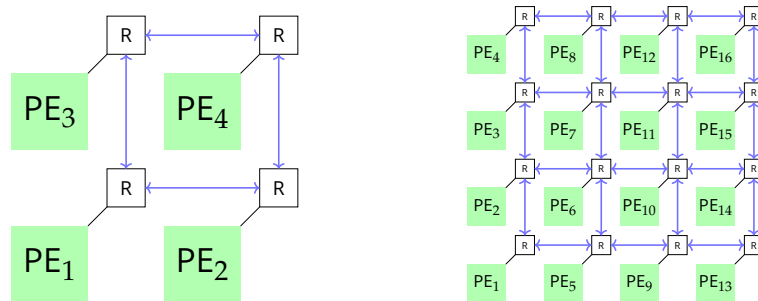 R R
PE₃ PE₄
R R
PE₁ PE₂
R R R R
PE₄ PE₈ PE₁₂ PE₁₆
R R R R
PE₃ PE₇ PE₁₁ PE₁₅
R R R R
PE₂ PE₆ PE₁₀ PE₁₄
R R R R
PE₁ PE₅ PE₉ PE₁₃